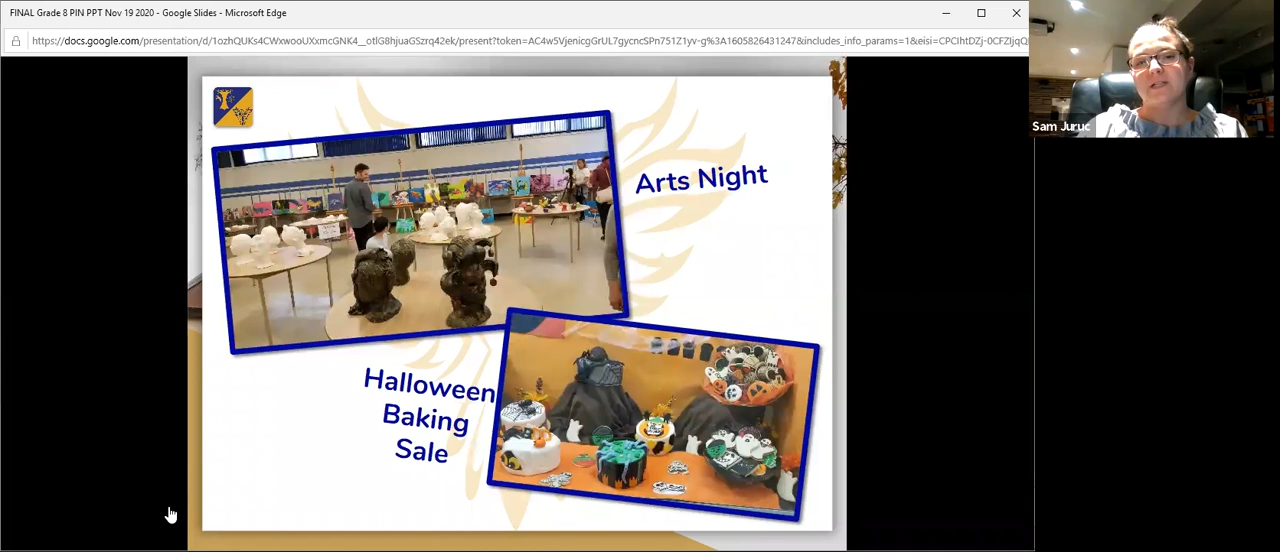 FINAL Grade 8 PIN PPT Nov 19 2020 - Google Slides - Microsoft Edge
Sam Juruc
Arts Night
Halloween
Baking
Sale